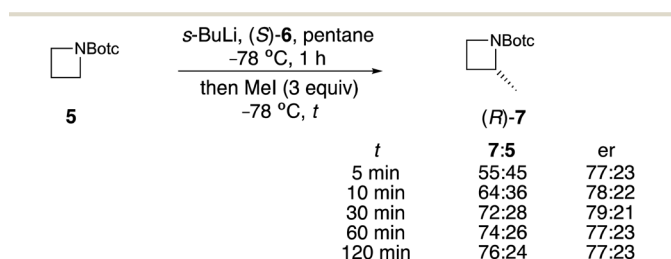 NBotc
5
s-BuLi, (S)-6, pentane
–78 ºC, 1 h
then MeI (3 equiv)
–78 ºC, t
NBotc
(R)-7
t 7:5 er
5 min 55:45 77:23
10 min 64:36 78:22
30 min 72:28 79:21
60 min 74:26 77:23
120 min 76:24 77:23